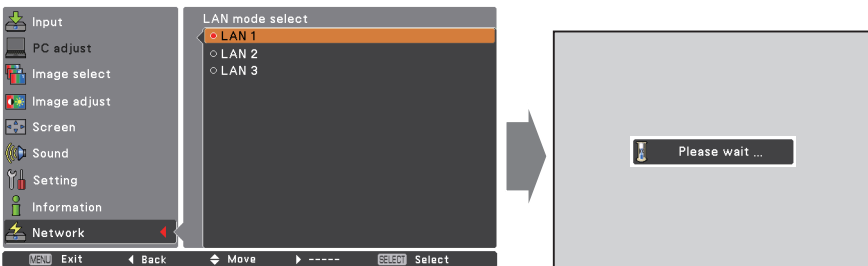 Input
PC adjust
Image select
Image adjust
Screen
Sound
Setting
Information
Network
LAN mode select
LAN 1
LAN 2
LAN 3
MENU Exit Back Move ----- SELECT Select
Please wait ...